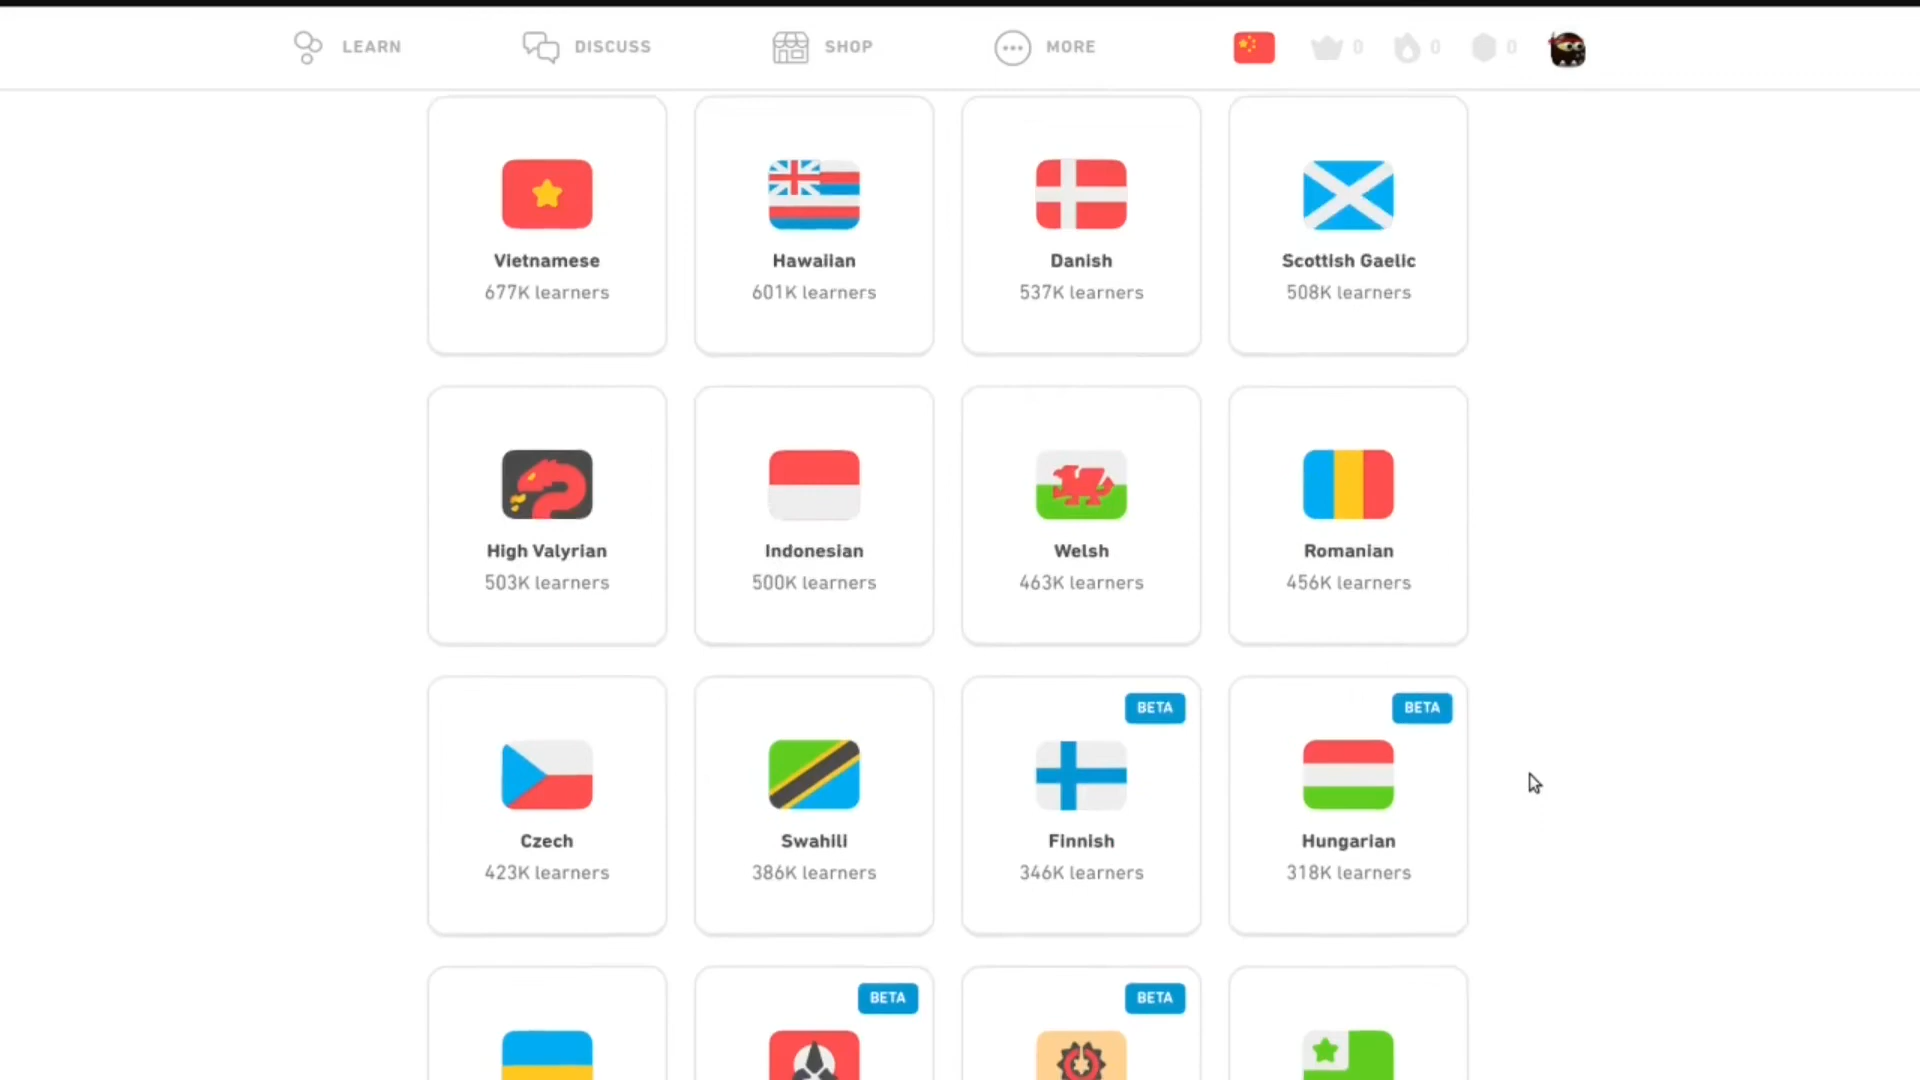 LEARN DISCUSS SHOP MORE 0 0 0
Vietnamese Hawaiian Danish Scottish Gaelic
677K learners 601K learners 537K learners 508K learners
High Valyrian Indonesian Welsh Romanian
503K learners 500K learners 463K learners 456K learners
BETA BETA
Czech Swahili Finnish Hungarian
423K learners 386K learners 346K learners 318K learners
BETA BETA